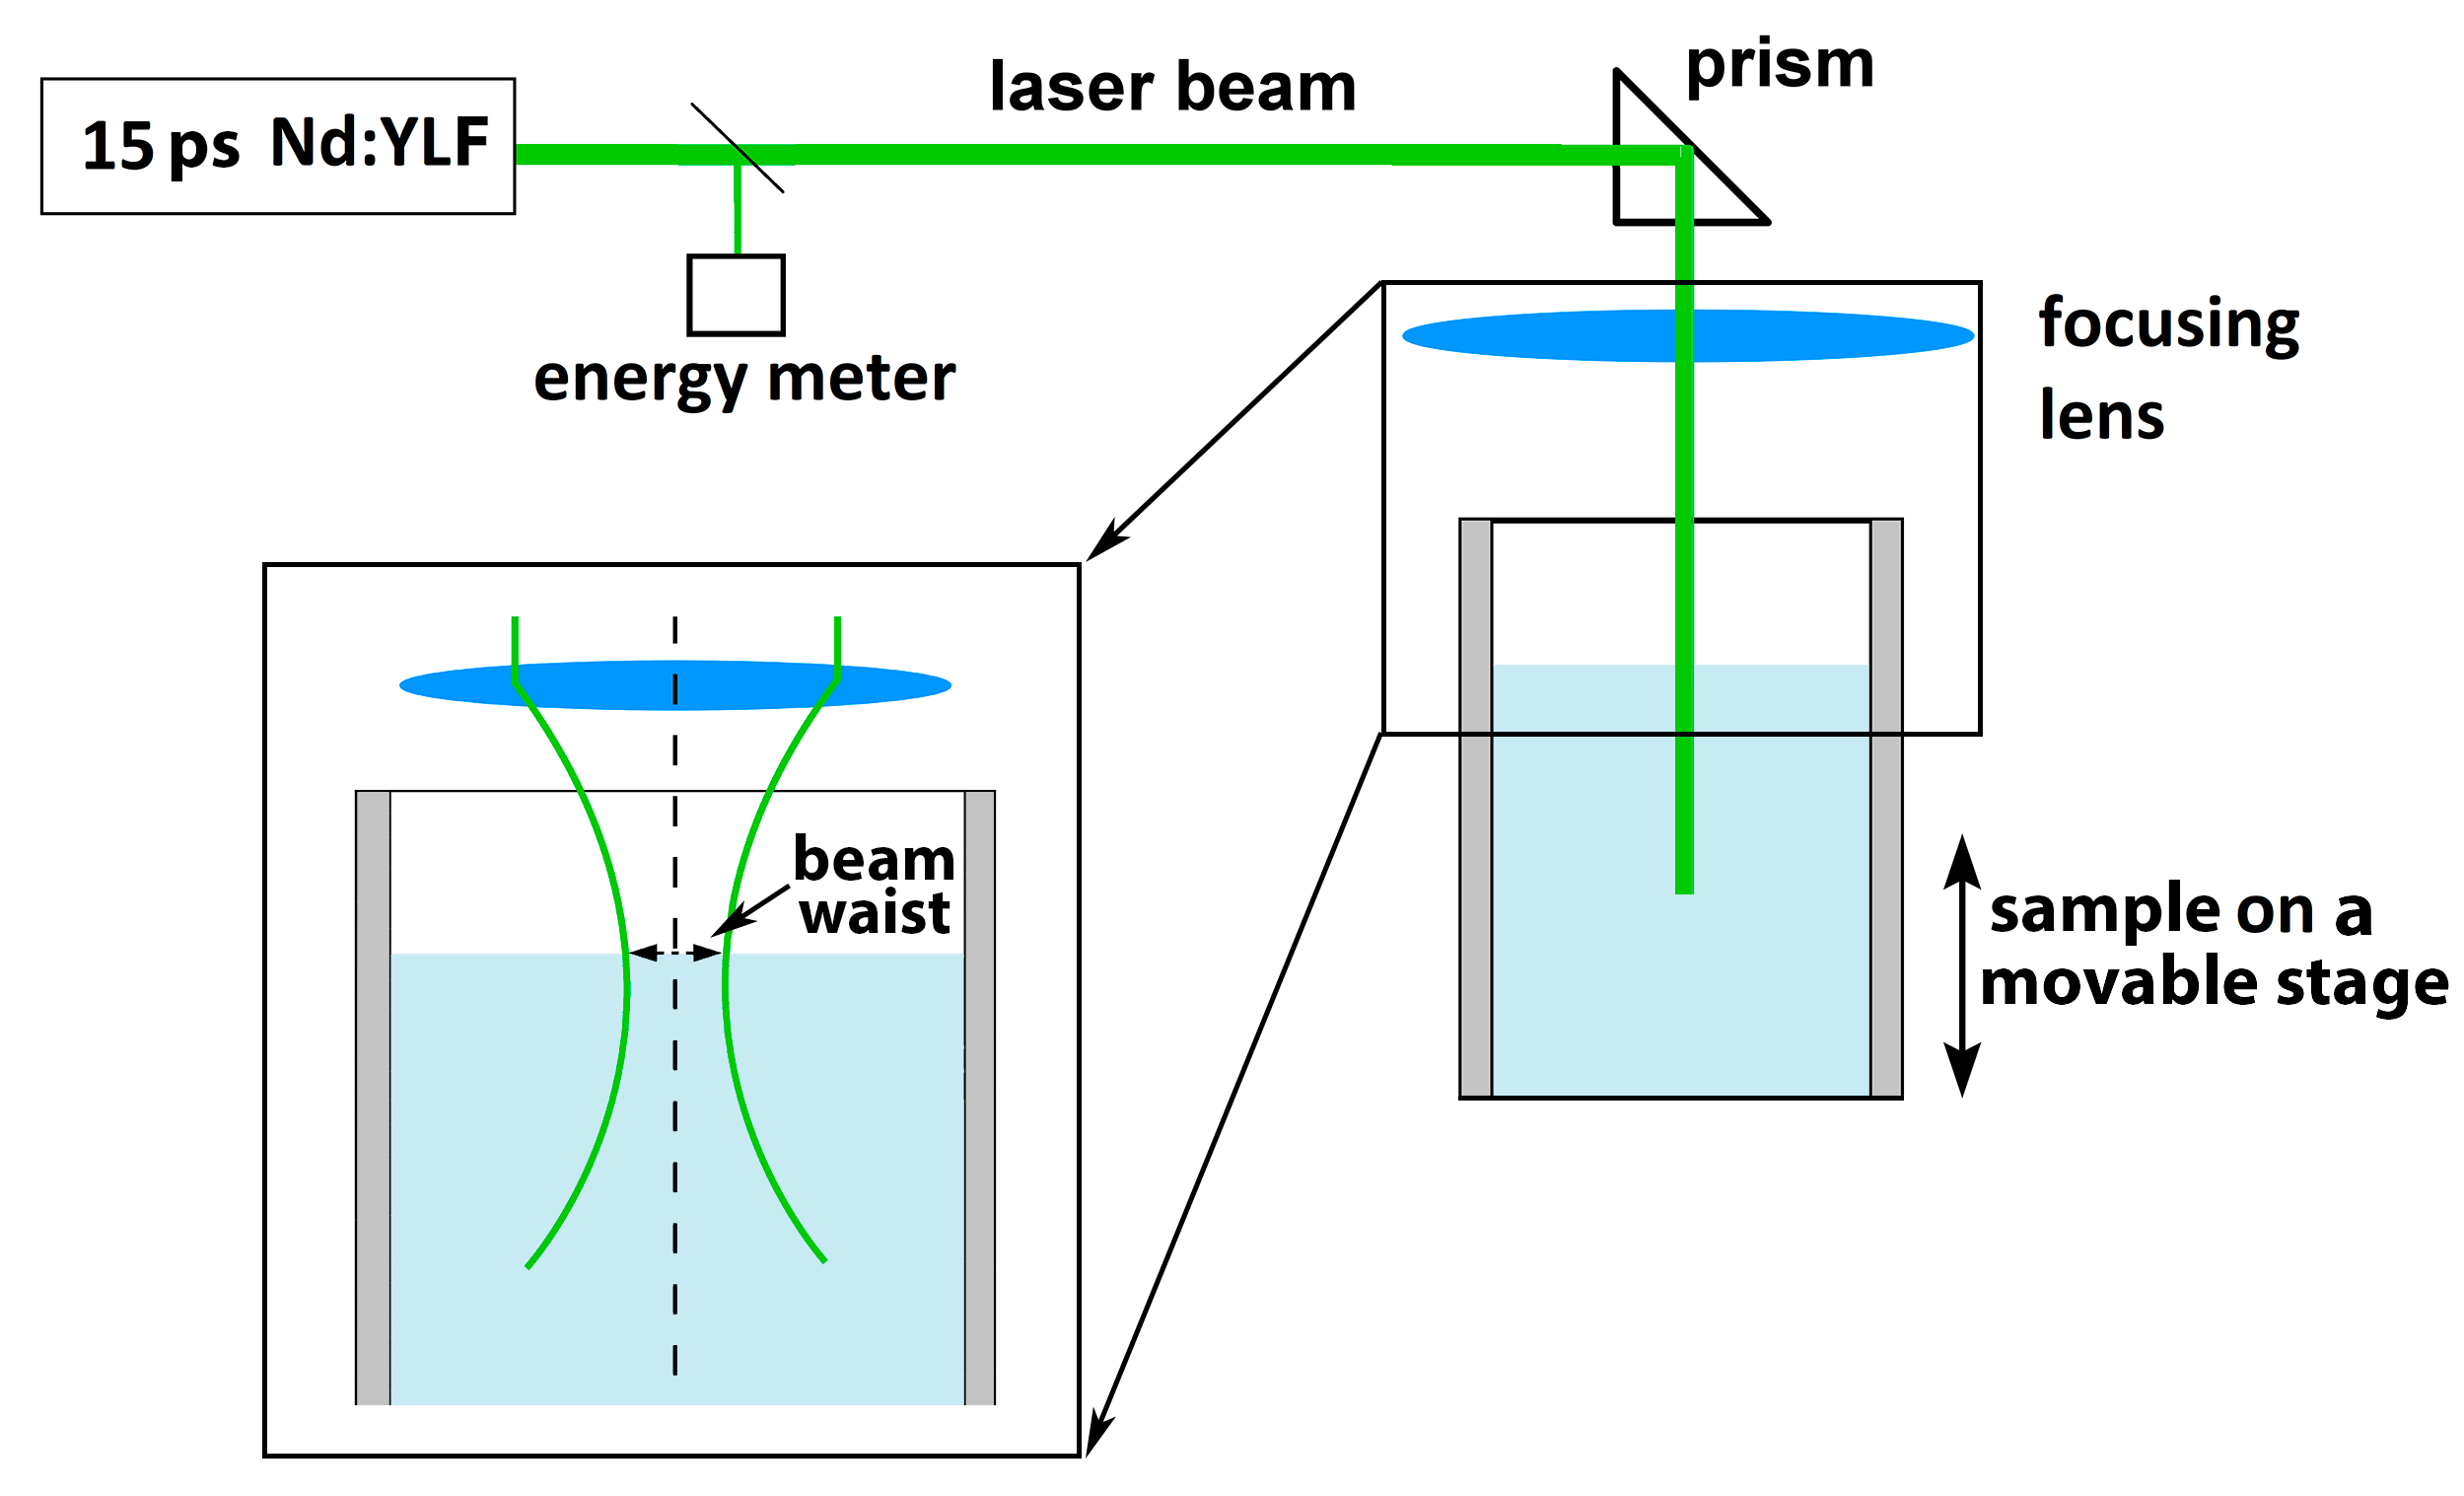 prism
laser beam
15 ps Nd:YLF
energy meter
focusing
lens
beam
waist
sample on a
movable stage